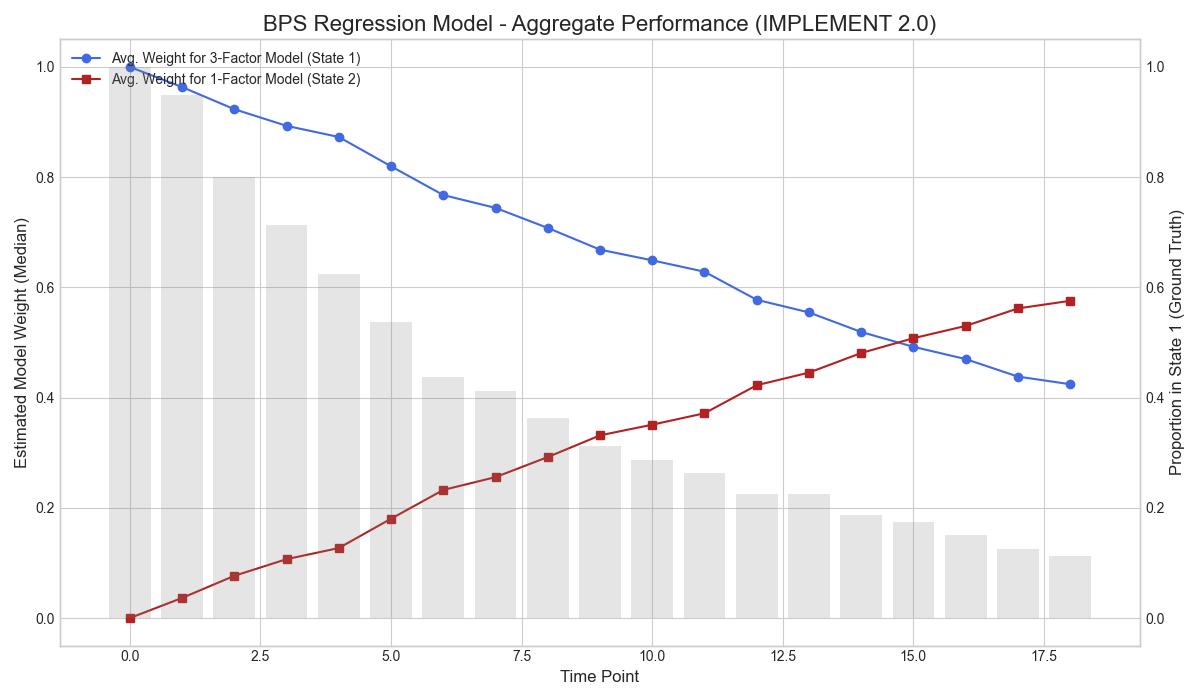 BPS Regression Model - Aggregate Performance (IMPLEMENT 2.0)
Avg. Weight for 3-Factor Model (State 1)
Avg. Weight for 1-Factor Model (State 2)
Estimated Model Weight (Median)
1.0
0.8
0.6
0.4
0.2
0.0
1.0
0.8
0.6
0.4
0.2
0.0
Proportion in State 1 (Ground Truth)
0.0 2.5 5.0 7.5 10.0 12.5 15.0 17.5
Time Point